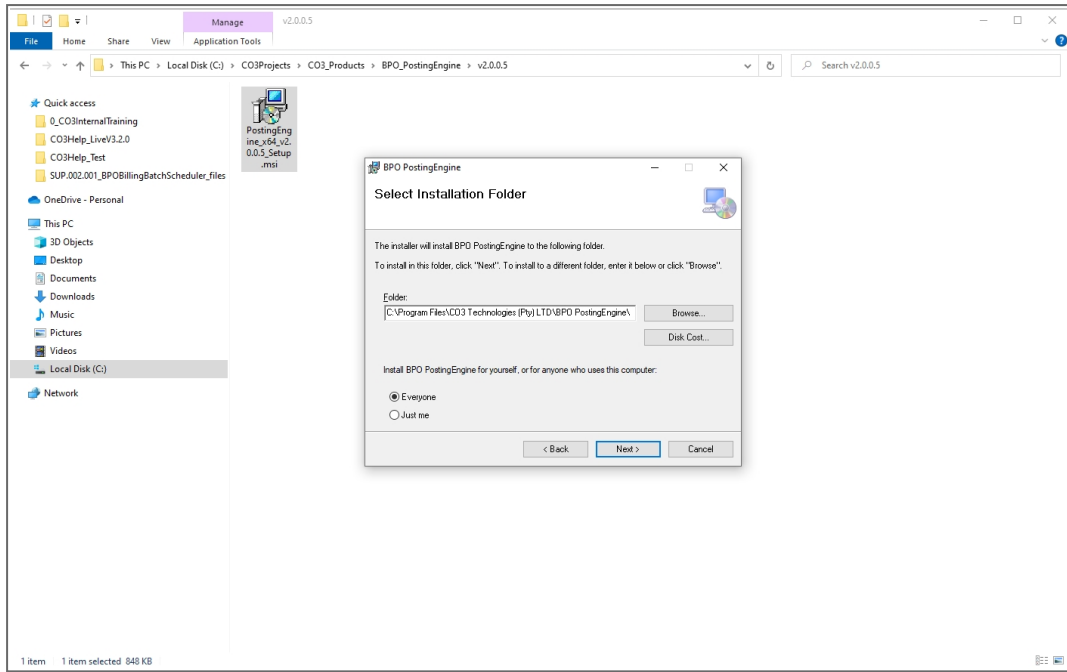 Manage
v2.0.0.5
File
Home
Share
View
Application Tools
This PC > Local Disk (C:) > CO3Projects > CO3_Products > BPO_PostingEngine > v2.0.0.5
Search v2.0.0.5
Quick access
0_CO3InternalTraining
CO3Help_LiveV3.2.0
CO3Help_Test
SUP.002.001_BPOBillingBatchScheduler_files
OneDrive - Personal
This PC
3D Objects
Desktop
Documents
Downloads
Music
Pictures
Videos
Local Disk (C:)
Network
PostingEng
ine_x64_v2.
0.0.5_Setup
.msi
BPO PostingEngine
Select Installation Folder
The installer will install BPO PostingEngine to the following folder.
To install in this folder, click "Next". To install to a different folder, enter it below or click "Browse".
Folder:
C:\Program Files\CO3 Technologies (Pty) LTD\BPO PostingEngine\
Browse...
Disk Cost...
Install BPO PostingEngine for yourself, or for anyone who uses this computer:
Everyone
Just me
< Back
Next >
Cancel
1 item
1 item selected 848 KB